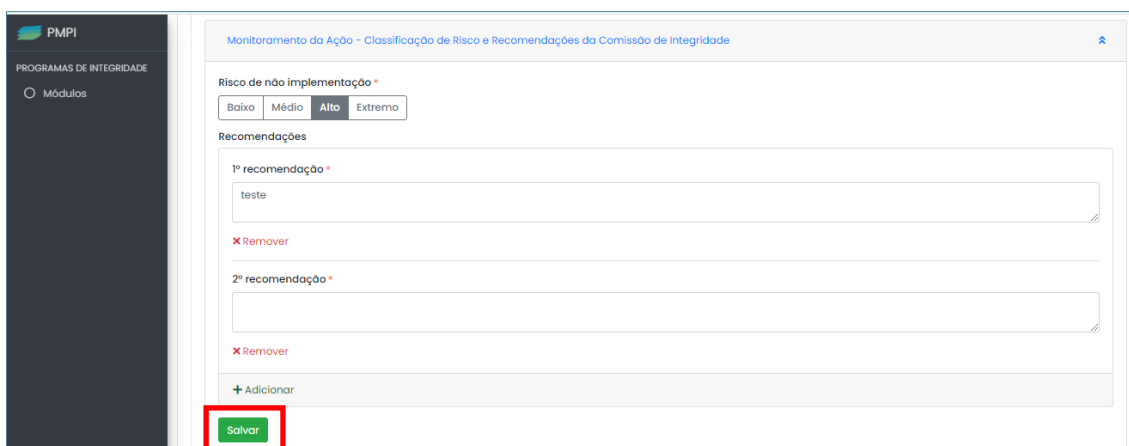 PMPI
PROGRAMAS DE INTEGRIDADE
Módulos
Monitoramento da Ação - Classificação de Risco e Recomendações da Comissão de Integridade
Risco de não implementação *
Baixo Médio Alto Extremo
Recomendações
1º recomendação *
teste
Remover
2º recomendação *
Remover
Adicionar
Salvar